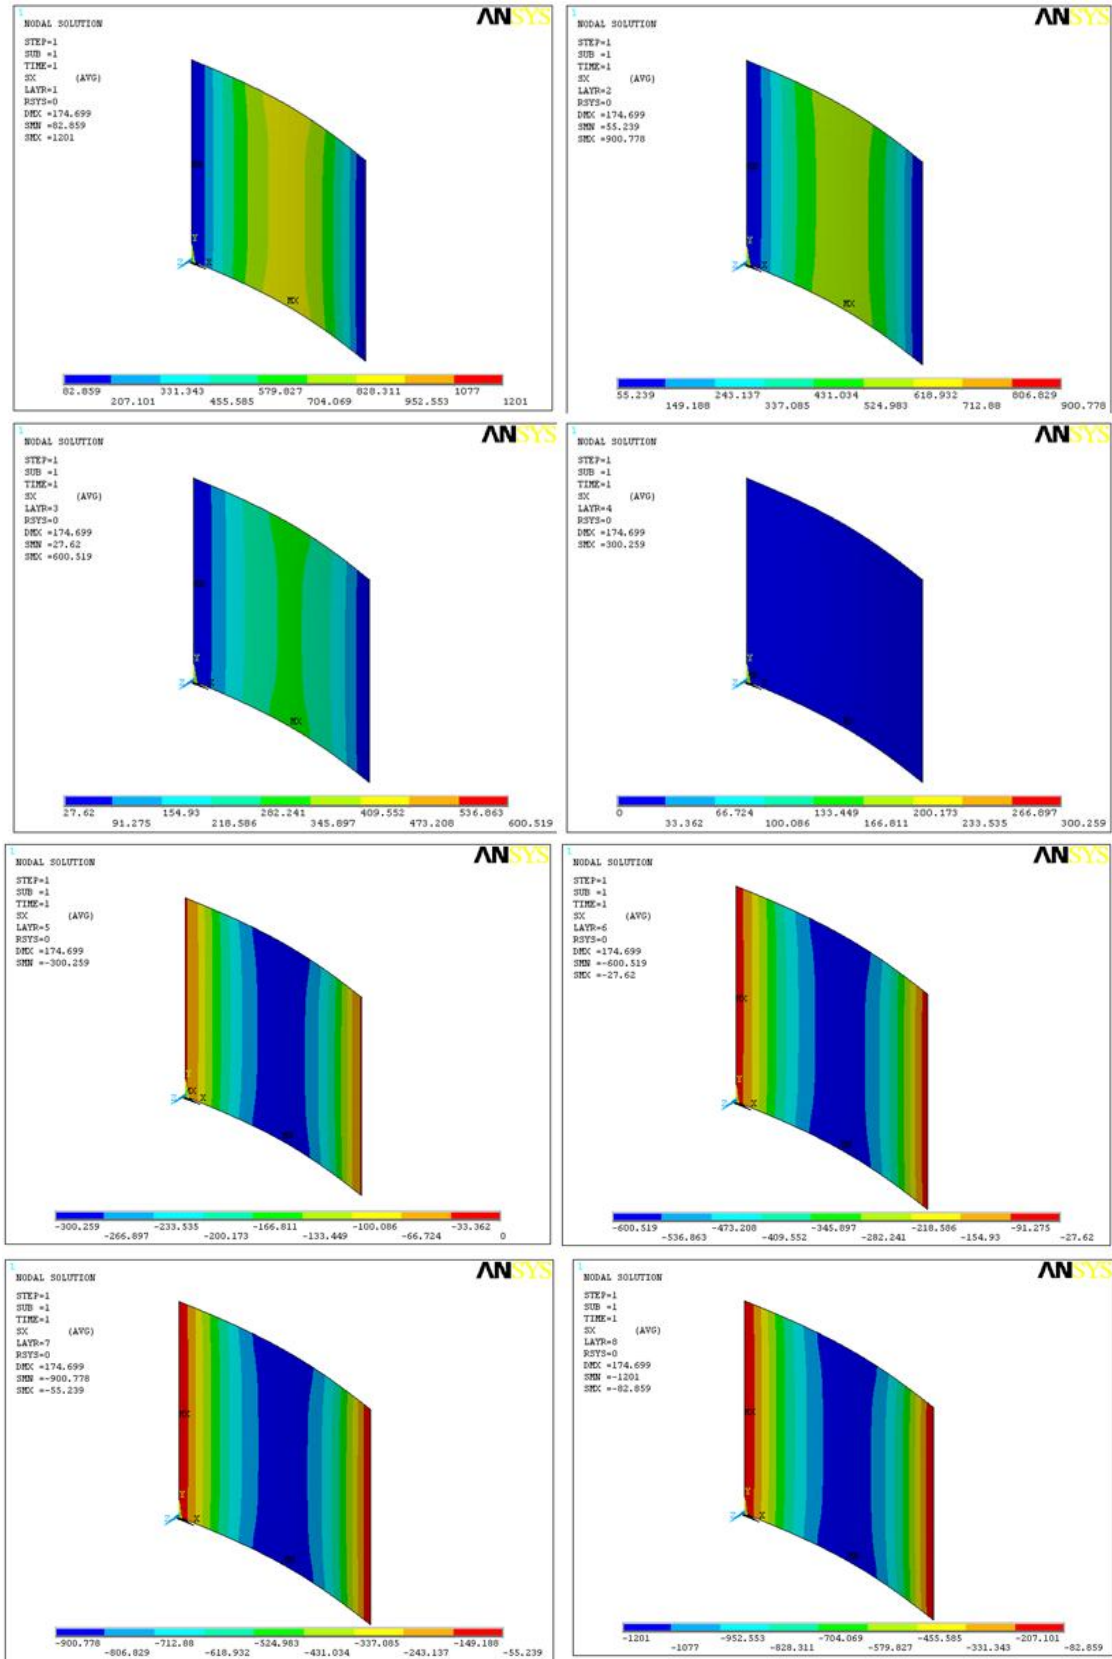 1
NODAL SOLUTION
STEP=1
SUB =1
TIME=1
SX (AVG)
LAYR=1
RSYS=0
DMX =174.699
SMN =82.859
SMX =1201
ANSYS
Y
X
MX
82.859 331.343 579.827 828.311 1077
207.101 455.585 704.069 952.553 1201
1
NODAL SOLUTION
STEP=1
SUB =1
TIME=1
SX (AVG)
LAYR=2
RSYS=0
DMX =174.699
SMN =55.239
SMX =900.778
ANSYS
Y
X
MX
55.239 243.137 431.034 618.932 806.829
149.188 337.085 524.983 712.88 900.778
1
NODAL SOLUTION
STEP=1
SUB =1
TIME=1
SX (AVG)
LAYR=3
RSYS=0
DMX =174.699
SMN =27.62
SMX =600.519
ANSYS
Y
X
MX
27.62 154.93 282.241 409.552 536.863
91.275 218.586 345.897 473.208 600.519
1
NODAL SOLUTION
STEP=1
SUB =1
TIME=1
SX (AVG)
LAYR=4
RSYS=0
DMX =174.699
SMX =300.259
ANSYS
Y
X
0 66.724 133.449 200.173 266.897
33.362 100.086 166.811 233.535 300.259
1
NODAL SOLUTION
STEP=1
SUB =1
TIME=1
SX (AVG)
LAYR=5
RSYS=0
DMX =174.699
SMN =-300.259
ANSYS
Y
MX
X
-300.259 -233.535 -166.811 -100.086 -33.362
-266.897 -200.173 -133.449 -66.724 0
1
NODAL SOLUTION
STEP=1
SUB =1
TIME=1
SX (AVG)
LAYR=6
RSYS=0
DMX =174.699
SMN =-600.519
SMX =-27.62
ANSYS
MX
Y
X
-600.519 -473.208 -345.897 -218.586 -91.275
-536.863 -409.552 -282.241 -154.93 -27.62
1
NODAL SOLUTION
STEP=1
SUB =1
TIME=1
SX (AVG)
LAYR=7
RSYS=0
DMX =174.699
SMN =-900.778
SMX =-55.239
ANSYS
MX
Y
X
-900.778 -712.88 -524.983 -337.085 -149.188
-806.829 -618.932 -431.034 -243.137 -55.239
1
NODAL SOLUTION
STEP=1
SUB =1
TIME=1
SX (AVG)
LAYR=8
RSYS=0
DMX =174.699
SMN =-1201
SMX =-82.859
ANSYS
MX
Y
X
-1201 -952.553 -704.069 -455.585 -207.101
-1077 -828.311 -579.827 -331.343 -82.859